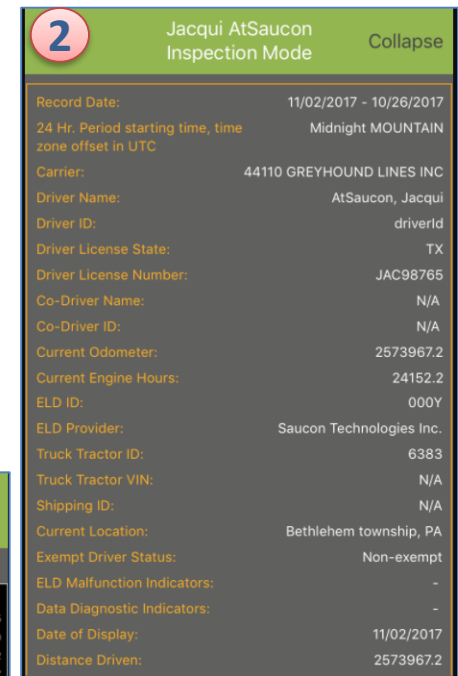 2
Jacqui AtSaucon
Inspection Mode
Collapse
Record Date: 11/02/2017 - 10/26/2017
24 Hr. Period starting time, time Midnight MOUNTAIN
zone offset in UTC
Carrier: 44110 GREYHOUND LINES INC
Driver Name: AtSaucon, Jacqui
Driver ID: driverId
Driver License State: TX
Driver License Number: JAC98765
Co-Driver Name: N/A
Co-Driver ID: N/A
Current Odometer: 2573967.2
Current Engine Hours: 24152.2
ELD ID: 000Y
ELD Provider: Saucon Technologies Inc.
Truck Tractor ID: 6383
Truck Tractor VIN: N/A
Shipping ID: N/A
Current Location: Bethlehem township, PA
Exempt Driver Status: Non-exempt
ELD Malfunction Indicators: -
Data Diagnostic Indicators: -
Date of Display: 11/02/2017
Distance Driven: 2573967.2